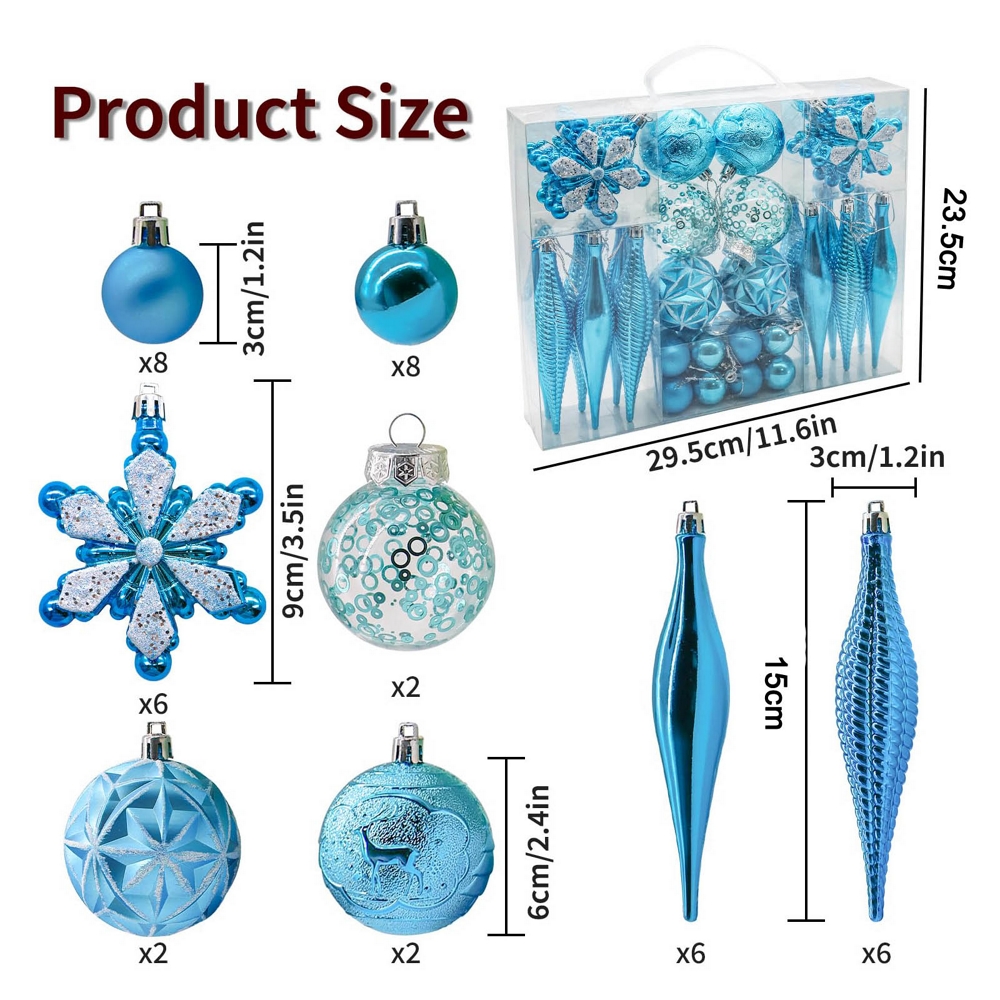 Product Size
23.5cm
29.5cm/11.6in
3cm/1.2in
x8
x8
9cm/3.5in
x6
x2
6cm/2.4in
x2
x2
3cm/1.2in
15cm
x6
x6